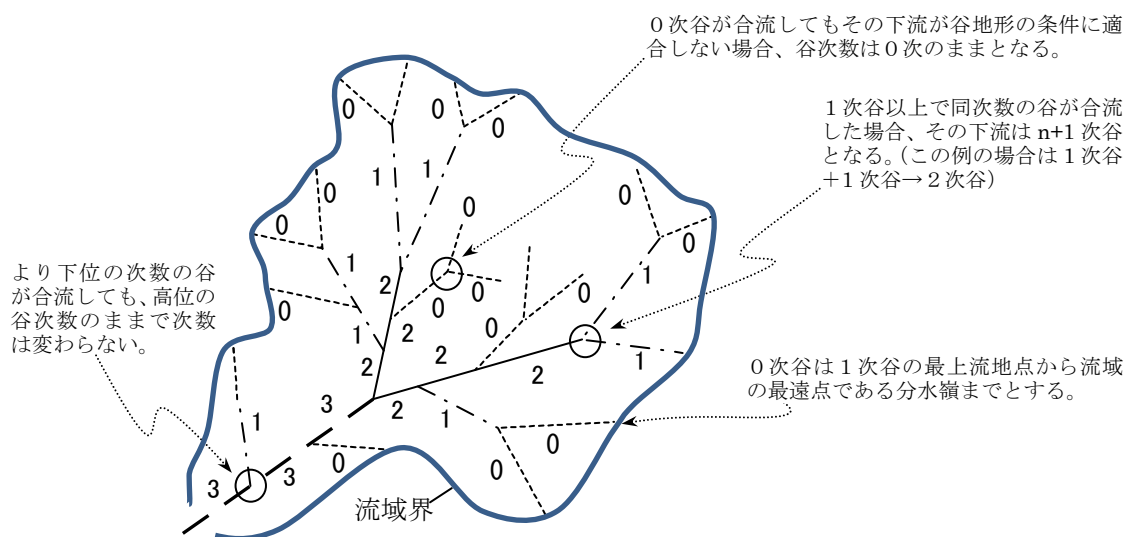 ０次谷が合流してもその下流が谷地形の条件に適
合しない場合、谷次数は０次のままとなる。
１次谷以上で同次数の谷が合流
した場合、その下流は n+1 次谷
となる。（この例の場合は１次谷
＋1 次谷→２次谷）
より下位の次数の谷
が合流しても、高位の
谷次数のままで次数
は変わらない。
０次谷は１次谷の最上流地点から流域
の最遠点である分水嶺までとする。
流域界
0
0
0
1
1
0
0
0
0
0
0
1
1
2
0
0
0
0
0
2
1
2
2
2
1
3
2
1
1
0
3
3
0
0